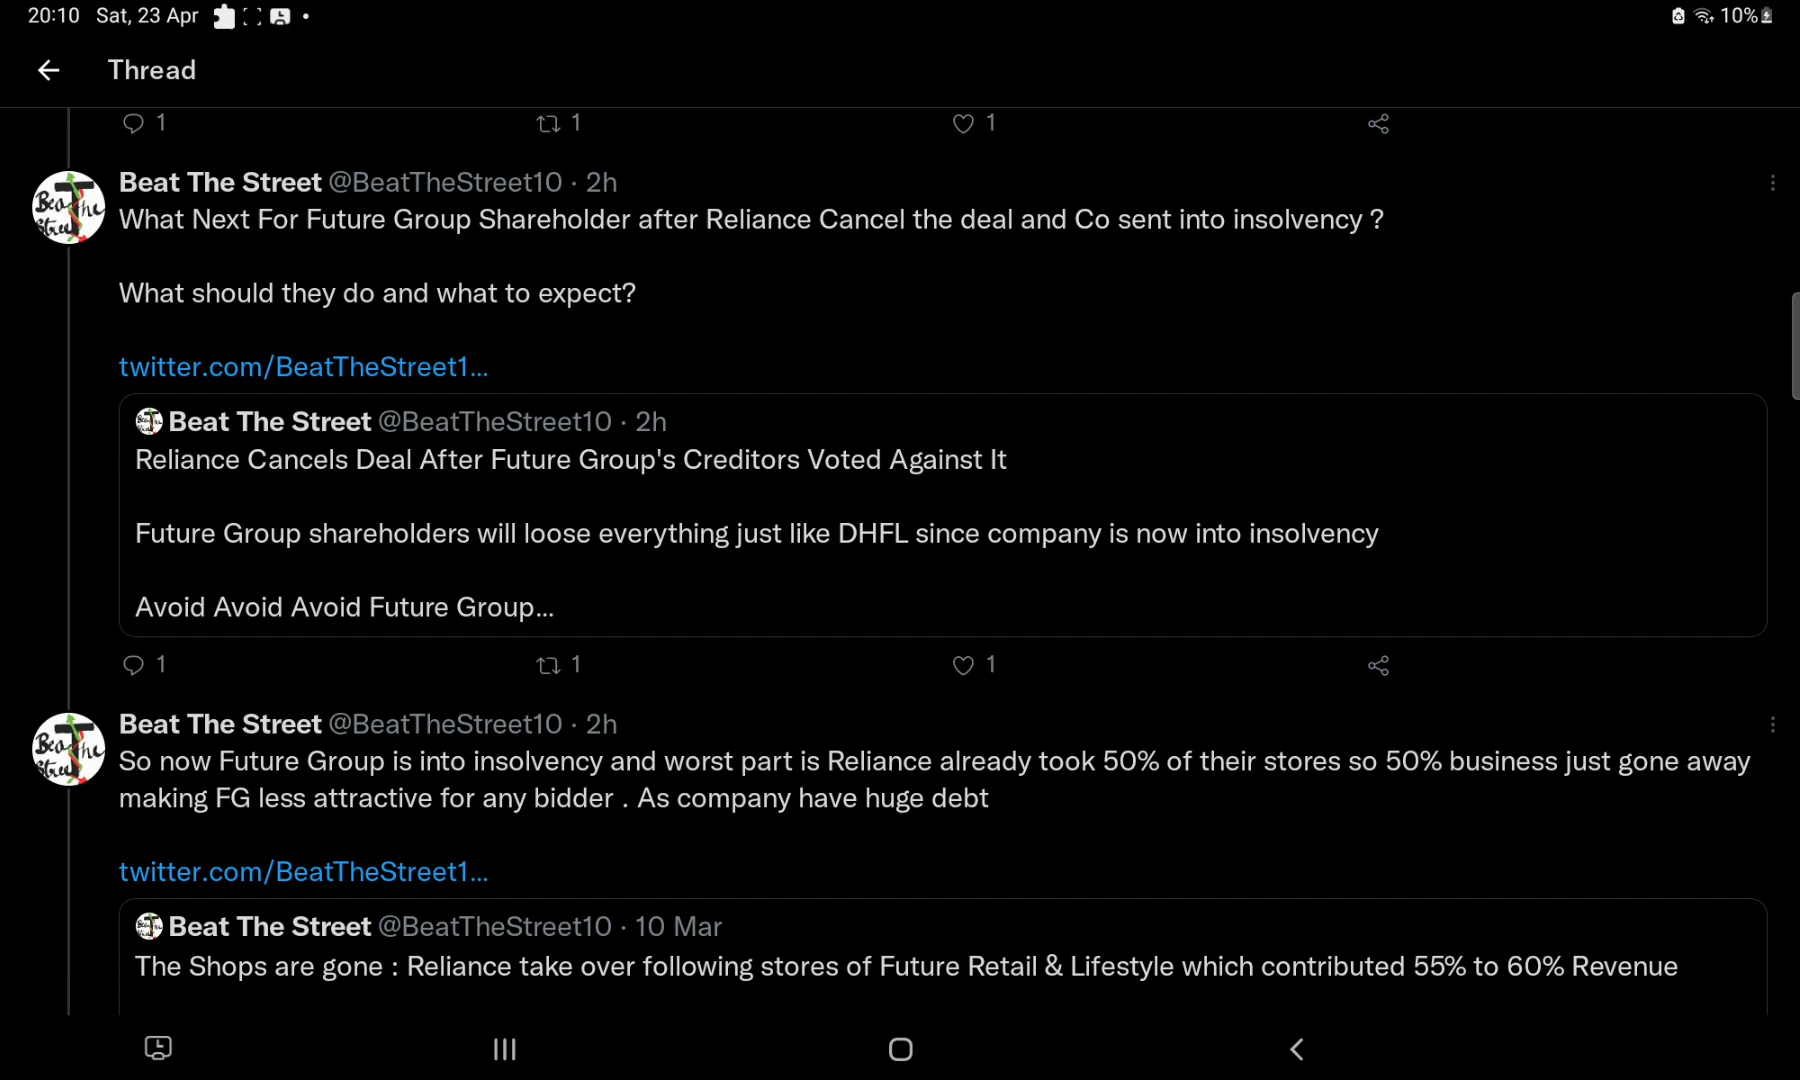 20:10 Sat, 23 Apr
10%
Thread
1 1 1
Beat The Street @BeatTheStreet10 · 2h
What Next For Future Group Shareholder after Reliance Cancel the deal and Co sent into insolvency ?
What should they do and what to expect?
twitter.com/BeatTheStreet1...
Beat The Street @BeatTheStreet10 · 2h
Reliance Cancels Deal After Future Group's Creditors Voted Against It
Future Group shareholders will loose everything just like DHFL since company is now into insolvency
Avoid Avoid Avoid Future Group...
1 1 1
Beat The Street @BeatTheStreet10 · 2h
So now Future Group is into insolvency and worst part is Reliance already took 50% of their stores so 50% business just gone away
making FG less attractive for any bidder . As company have huge debt
twitter.com/BeatTheStreet1...
Beat The Street @BeatTheStreet10 · 10 Mar
The Shops are gone : Reliance take over following stores of Future Retail & Lifestyle which contributed 55% to 60% Revenue